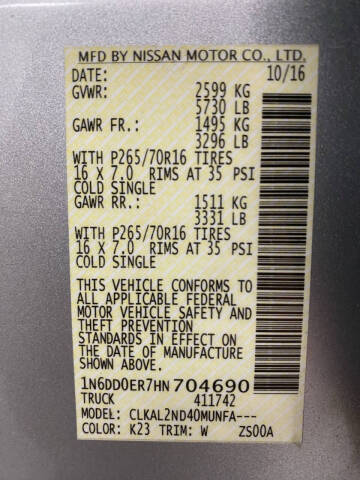 MFD BY NISSAN MOTOR CO., LTD.
DATE: 10/16
GVWR: 2599 KG
5730 LB
GAWR FR.: 1495 KG
3296 LB
WITH P265/70R16 TIRES
16 X 7.0 RIMS AT 35 PSI
COLD SINGLE
GAWR RR.: 1511 KG
3331 LB
WITH P265/70R16 TIRES
16 X 7.0 RIMS AT 35 PSI
COLD SINGLE
THIS VEHICLE CONFORMS TO
ALL APPLICABLE FEDERAL
MOTOR VEHICLE SAFETY AND
THEFT PREVENTION
STANDARDS IN EFFECT ON
THE DATE OF MANUFACTURE
SHOWN ABOVE.
1N6DD0ER7HN704690
TRUCK 411742
MODEL: CLKAL2ND40MUNFA---
COLOR: K23 TRIM: W ZS00A